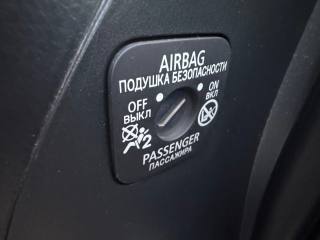 AIRBAG
ПОДУШКА БЕЗОПАСНОСТИ
OFF
ВЫКЛ
ON
ВКЛ
2
PASSENGER
ПАССАЖИРА